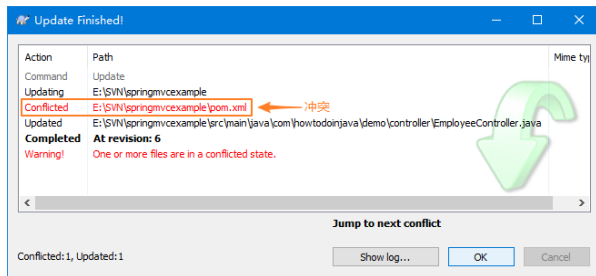 Update Finished!
Action Path Mime typ
Command Update
Updating E:\SVN\springmvcexample
Conflicted E:\SVN\springmvcexample\pom.xml 冲突
Updated E:\SVN\springmvcexample\src\main\java\com\howtodoinjava\demo\controller\EmployeeController.java
Completed At revision: 6
Warning! One or more files are in a conflicted state.
Jump to next conflict
Conflicted:1, Updated:1 Show log... OK Cancel